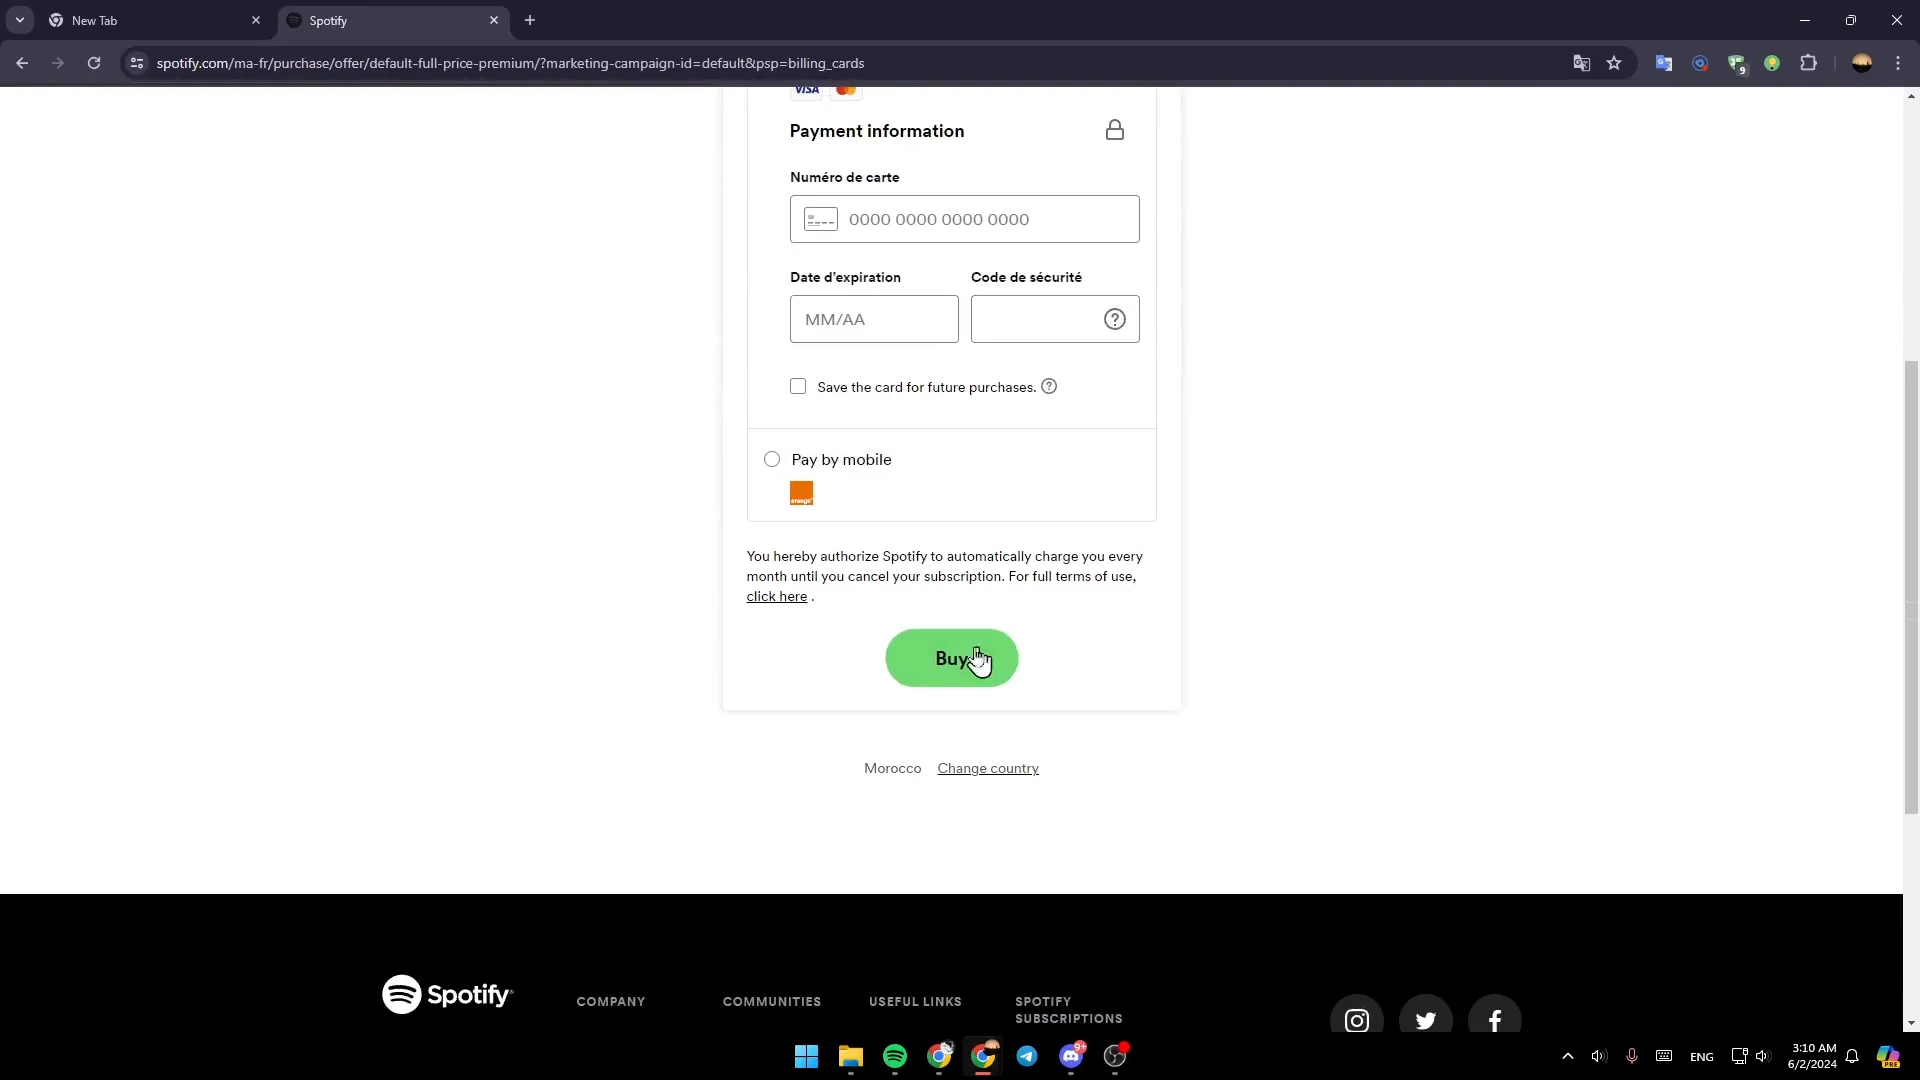 New Tab
Spotify
spotify.com/ma-fr/purchase/offer/default-full-price-premium/?marketing-campaign-id=default&psp=billing_cards
9
VISA
Payment information
Numéro de carte
0000 0000 0000 0000
Date d'expiration
Code de sécurité
MM/AA
?
Save the card for future purchases. ?
Pay by mobile
orange
You hereby authorize Spotify to automatically charge you every
month until you cancel your subscription. For full terms of use,
click here .
Buy
Morocco Change country
Spotify
COMPANY
COMMUNITIES
USEFUL LINKS
SPOTIFY
SUBSCRIPTIONS
9+
ENG
3:10 AM
6/2/2024
PRE